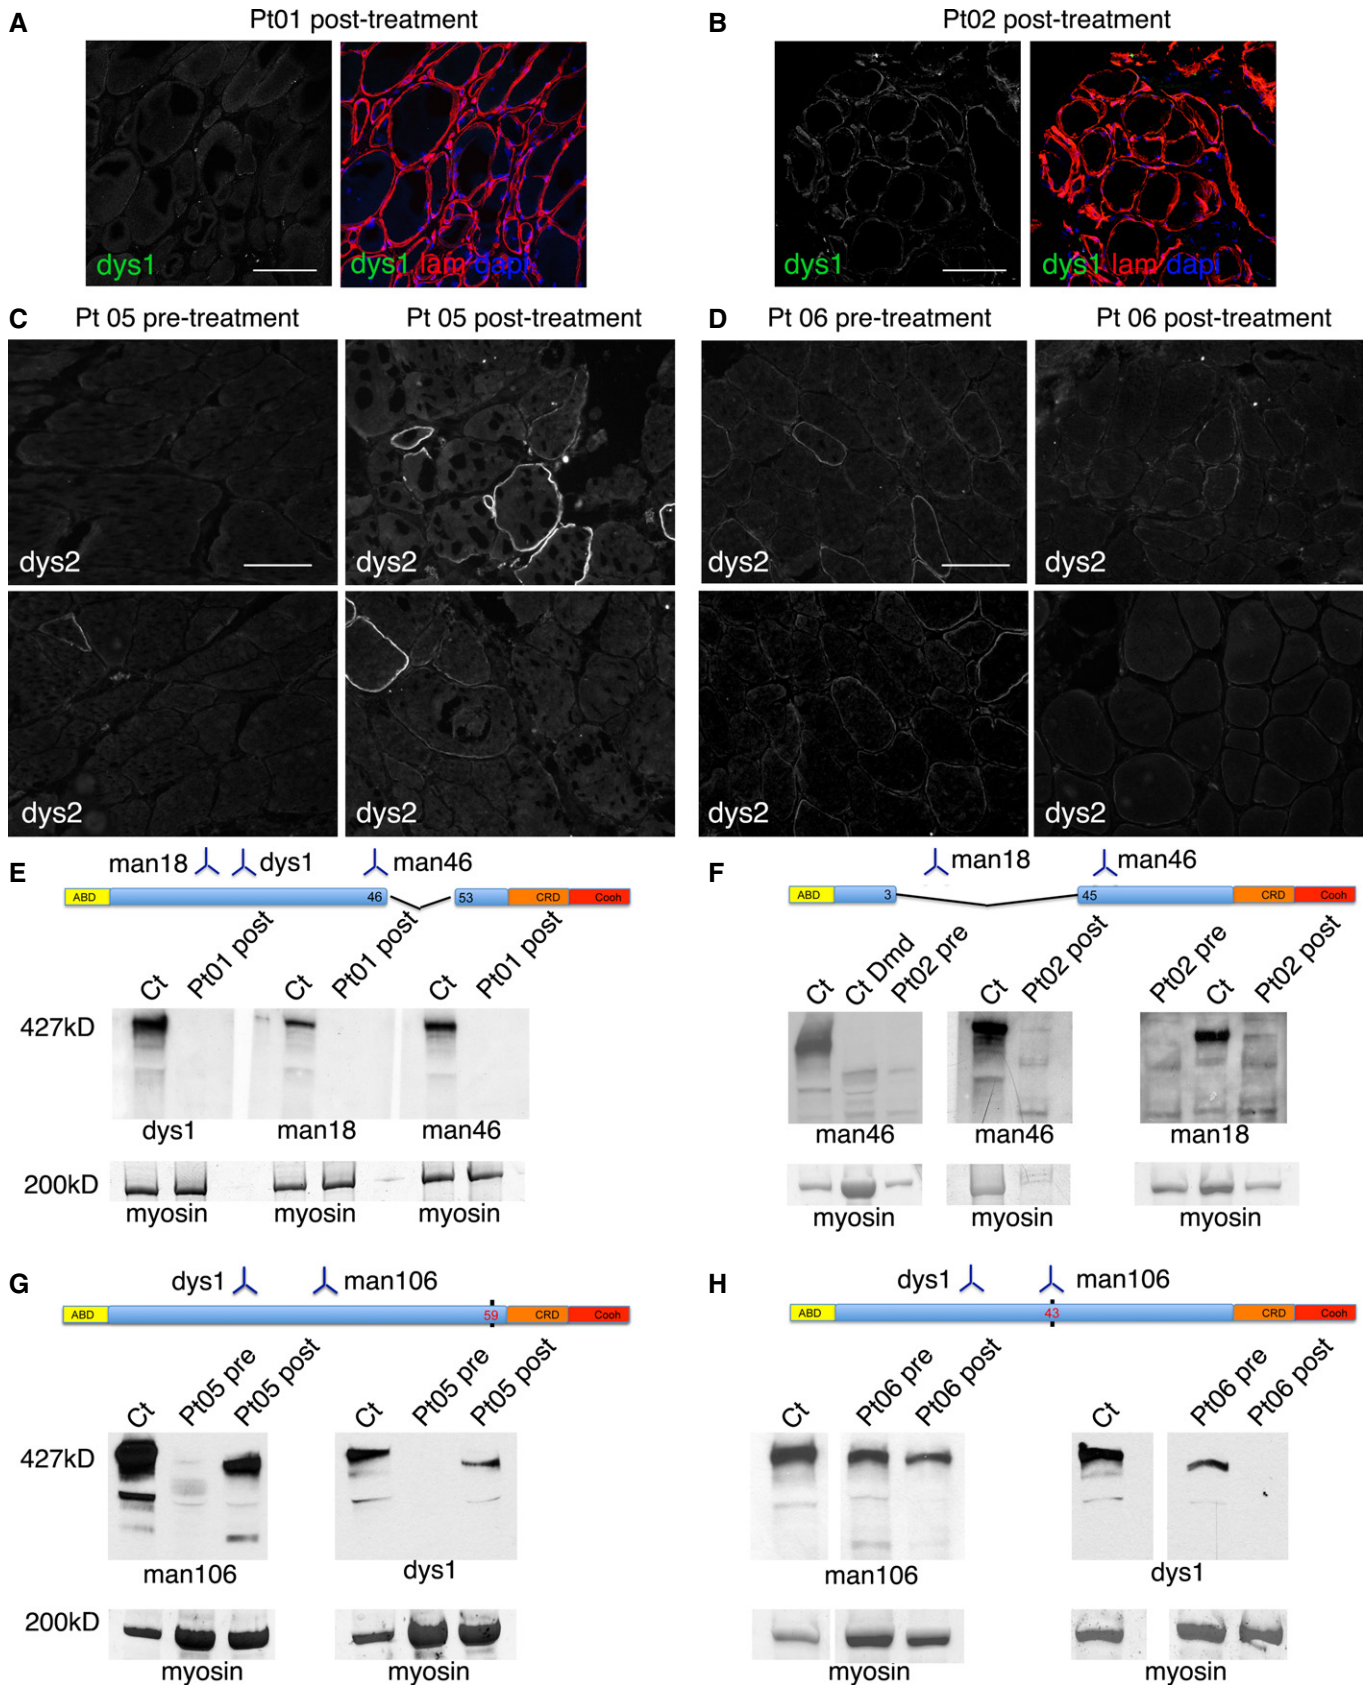 A
Pt01 post-treatment
B
Pt02 post-treatment
dys1
dys1 lam dapi
dys1
dys1 lam dapi
C
Pt 05 pre-treatment
Pt 05 post-treatment
D
Pt 06 pre-treatment
Pt 06 post-treatment
dys2
dys2
dys2
dys2
dys2
dys2
dys2
dys2
E
man18
dys1
man46
ABD
46
53
CRD
Cooh
Ct
Pt01 post
Ct
Pt01 post
Ct
Pt01 post
427kD
dys1
man18
man46
200kD
myosin
myosin
myosin
F
man18
man46
ABD
3
45
CRD
Cooh
Ct
Ct Dmd
Pt02 pre
Ct
Pt02 post
Pt02 pre
Ct
Pt02 post
man46
man46
man18
myosin
myosin
myosin
G
dys1
man106
ABD
59
CRD
Cooh
Ct
Pt05 pre
Pt05 post
Ct
Pt05 pre
Pt05 post
427kD
man106
dys1
200kD
myosin
myosin
H
dys1
man106
ABD
43
CRD
Cooh
Ct
Pt06 pre
Pt06 post
Ct
Pt06 pre
Pt06 post
man106
dys1
myosin
myosin